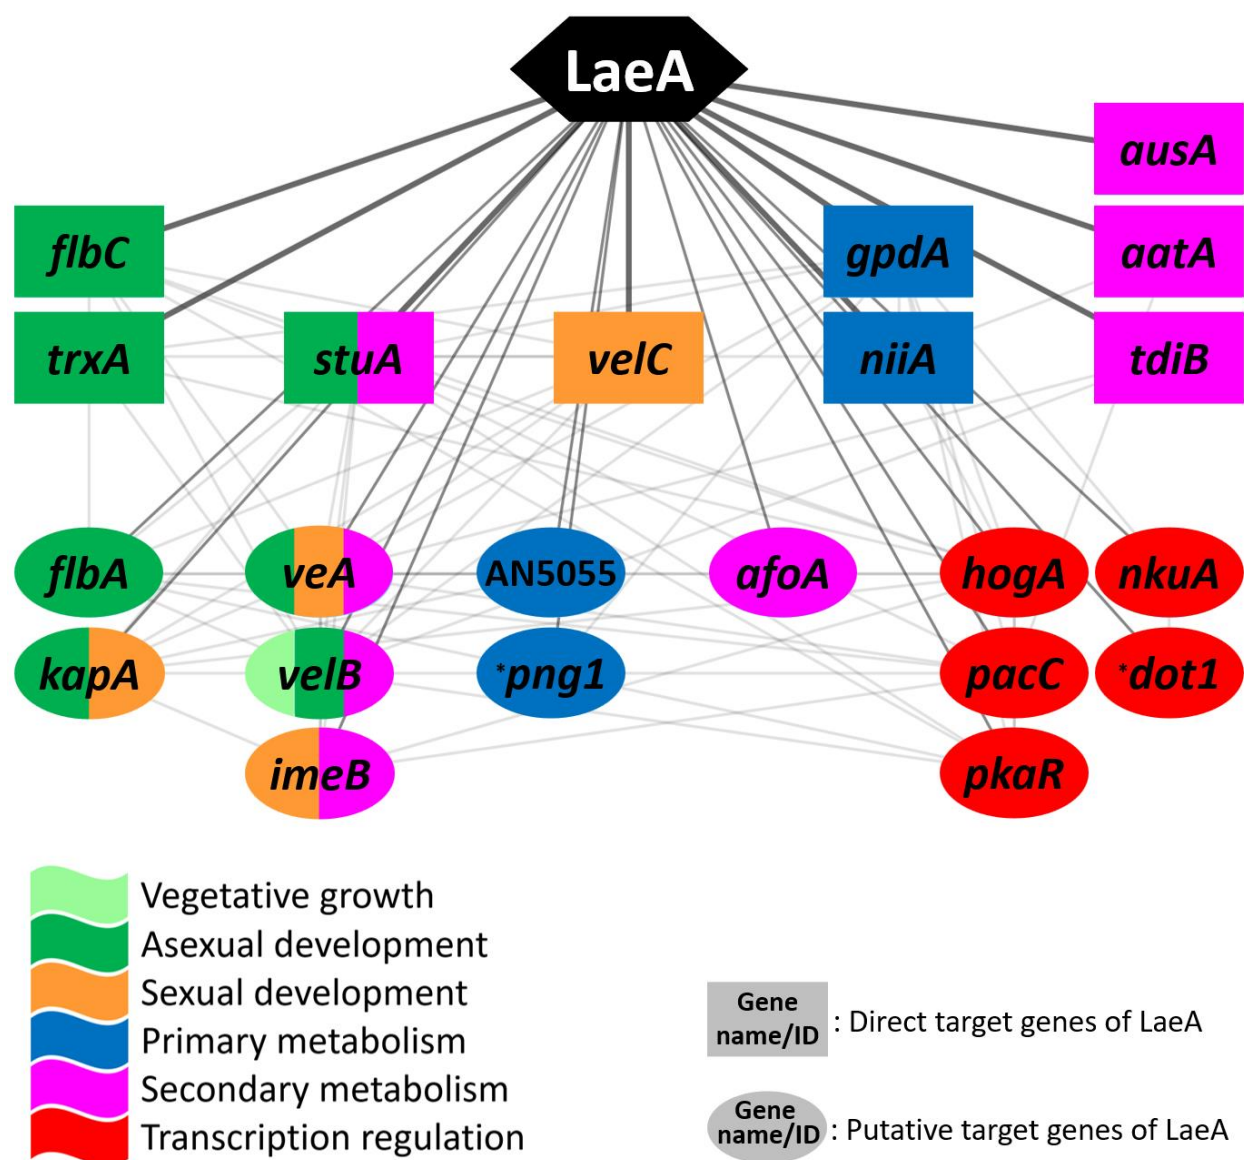 LaeA
ausA
flbC
gpdA
aatA
trxA
stuA
velC
niiA
tdiB
flbA
veA
AN5055
afoA
hogA
nkuA
kapA
velB
*png1
pacC
*dot1
imeB
pkaR
Vegetative growth
Asexual development
Sexual development
Primary metabolism
Secondary metabolism
Transcription regulation
Gene
name/ID
: Direct target genes of LaeA
Gene
name/ID
: Putative target genes of LaeA